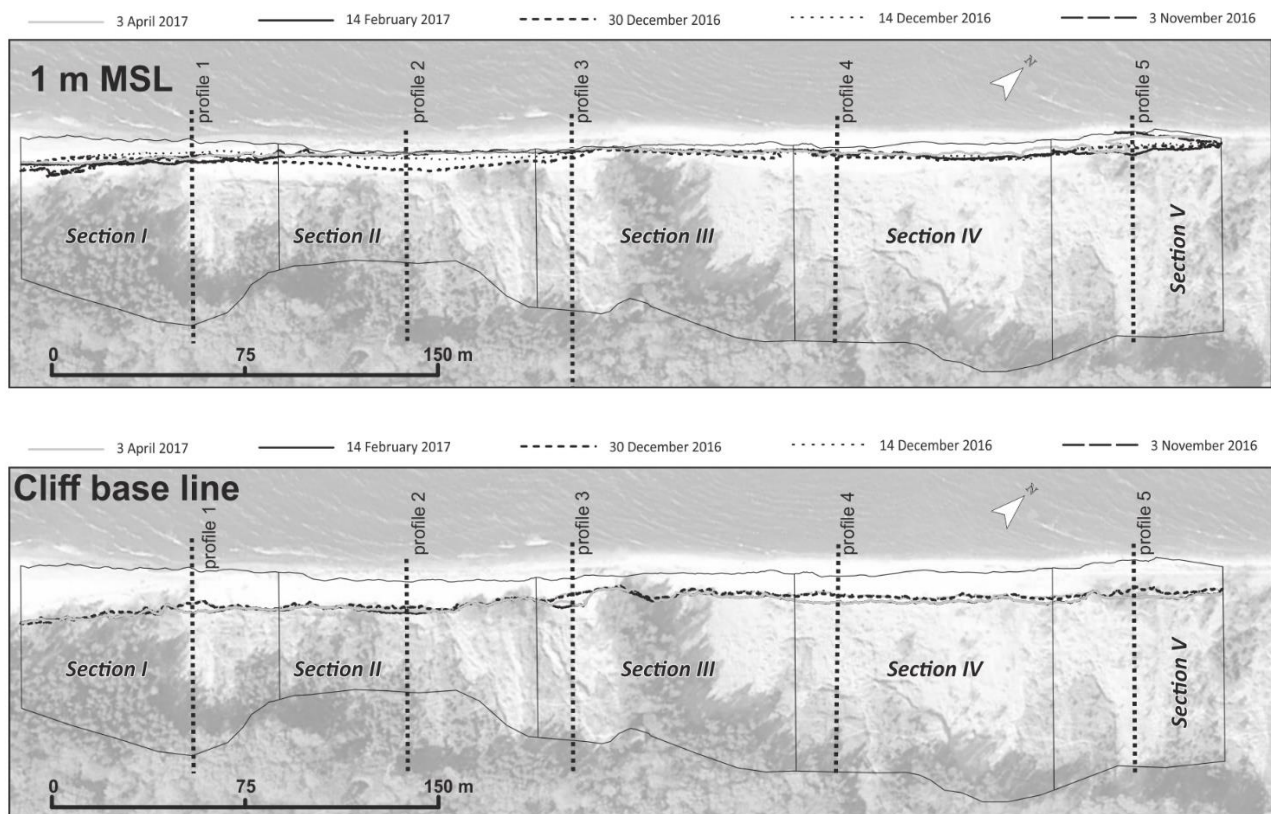 3 April 2017 14 February 2017 30 December 2016 14 December 2016 3 November 2016
1 m MSL
profile 1
profile 2
profile 3
profile 4
profile 5
N
Section I
Section II
Section III
Section IV
Section V
0 75 150 m
3 April 2017 14 February 2017 30 December 2016 14 December 2016 3 November 2016
Cliff base line
profile 1
profile 2
profile 3
profile 4
profile 5
N
Section I
Section II
Section III
Section IV
Section V
0 75 150 m